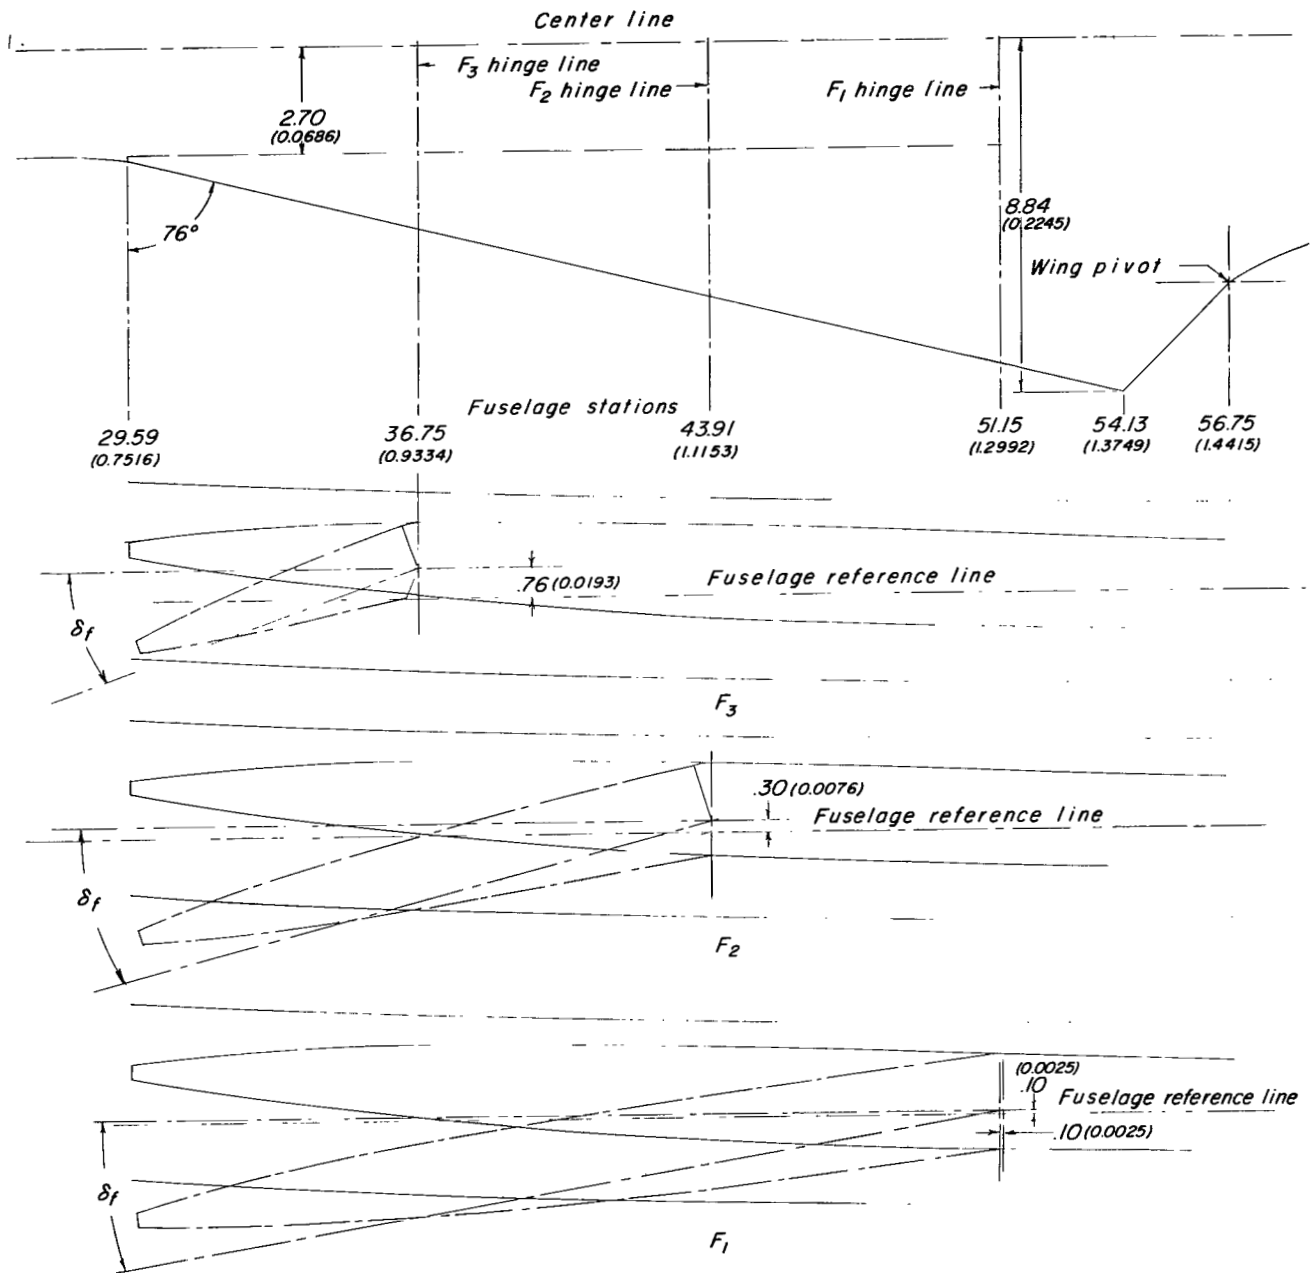 Center line
F3 hinge line
F2 hinge line
F1 hinge line
2.70
(0.0686)
8.84
(0.2245)
76°
Wing pivot
Fuselage stations
29.59
(0.7516)
36.75
(0.9334)
43.91
(1.1153)
51.15
(1.2992)
54.13
(1.3749)
56.75
(1.4415)
.76 (0.0193)
Fuselage reference line
δf
F3
.30 (0.0076)
Fuselage reference line
δf
F2
(0.0025)
.10
Fuselage reference line
.10 (0.0025)
δf
F1